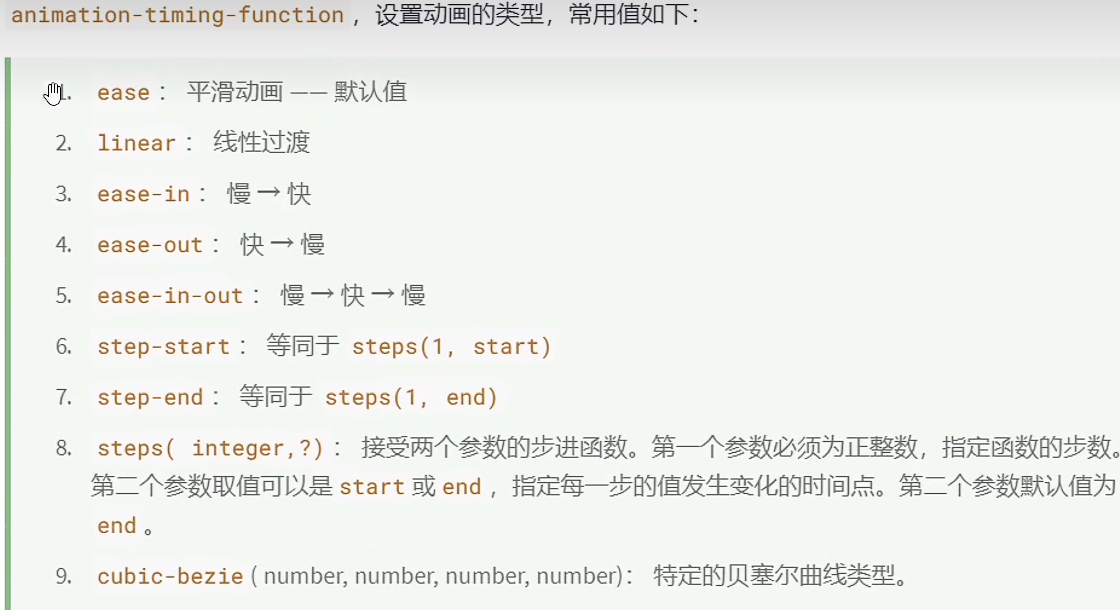 animation-timing-function，设置动画的类型，常用值如下：
1. ease： 平滑动画 —— 默认值
2. linear： 线性过渡
3. ease-in： 慢 → 快
4. ease-out： 快 → 慢
5. ease-in-out： 慢 → 快 → 慢
6. step-start： 等同于 steps(1, start)
7. step-end： 等同于 steps(1, end)
8. steps( integer,?)： 接受两个参数的步进函数。第一个参数必须为正整数，指定函数的步数。
第二个参数取值可以是 start 或 end，指定每一步的值发生变化的时间点。第二个参数默认值为
end。
9. cubic-bezie ( number, number, number, number)： 特定的贝塞尔曲线类型。